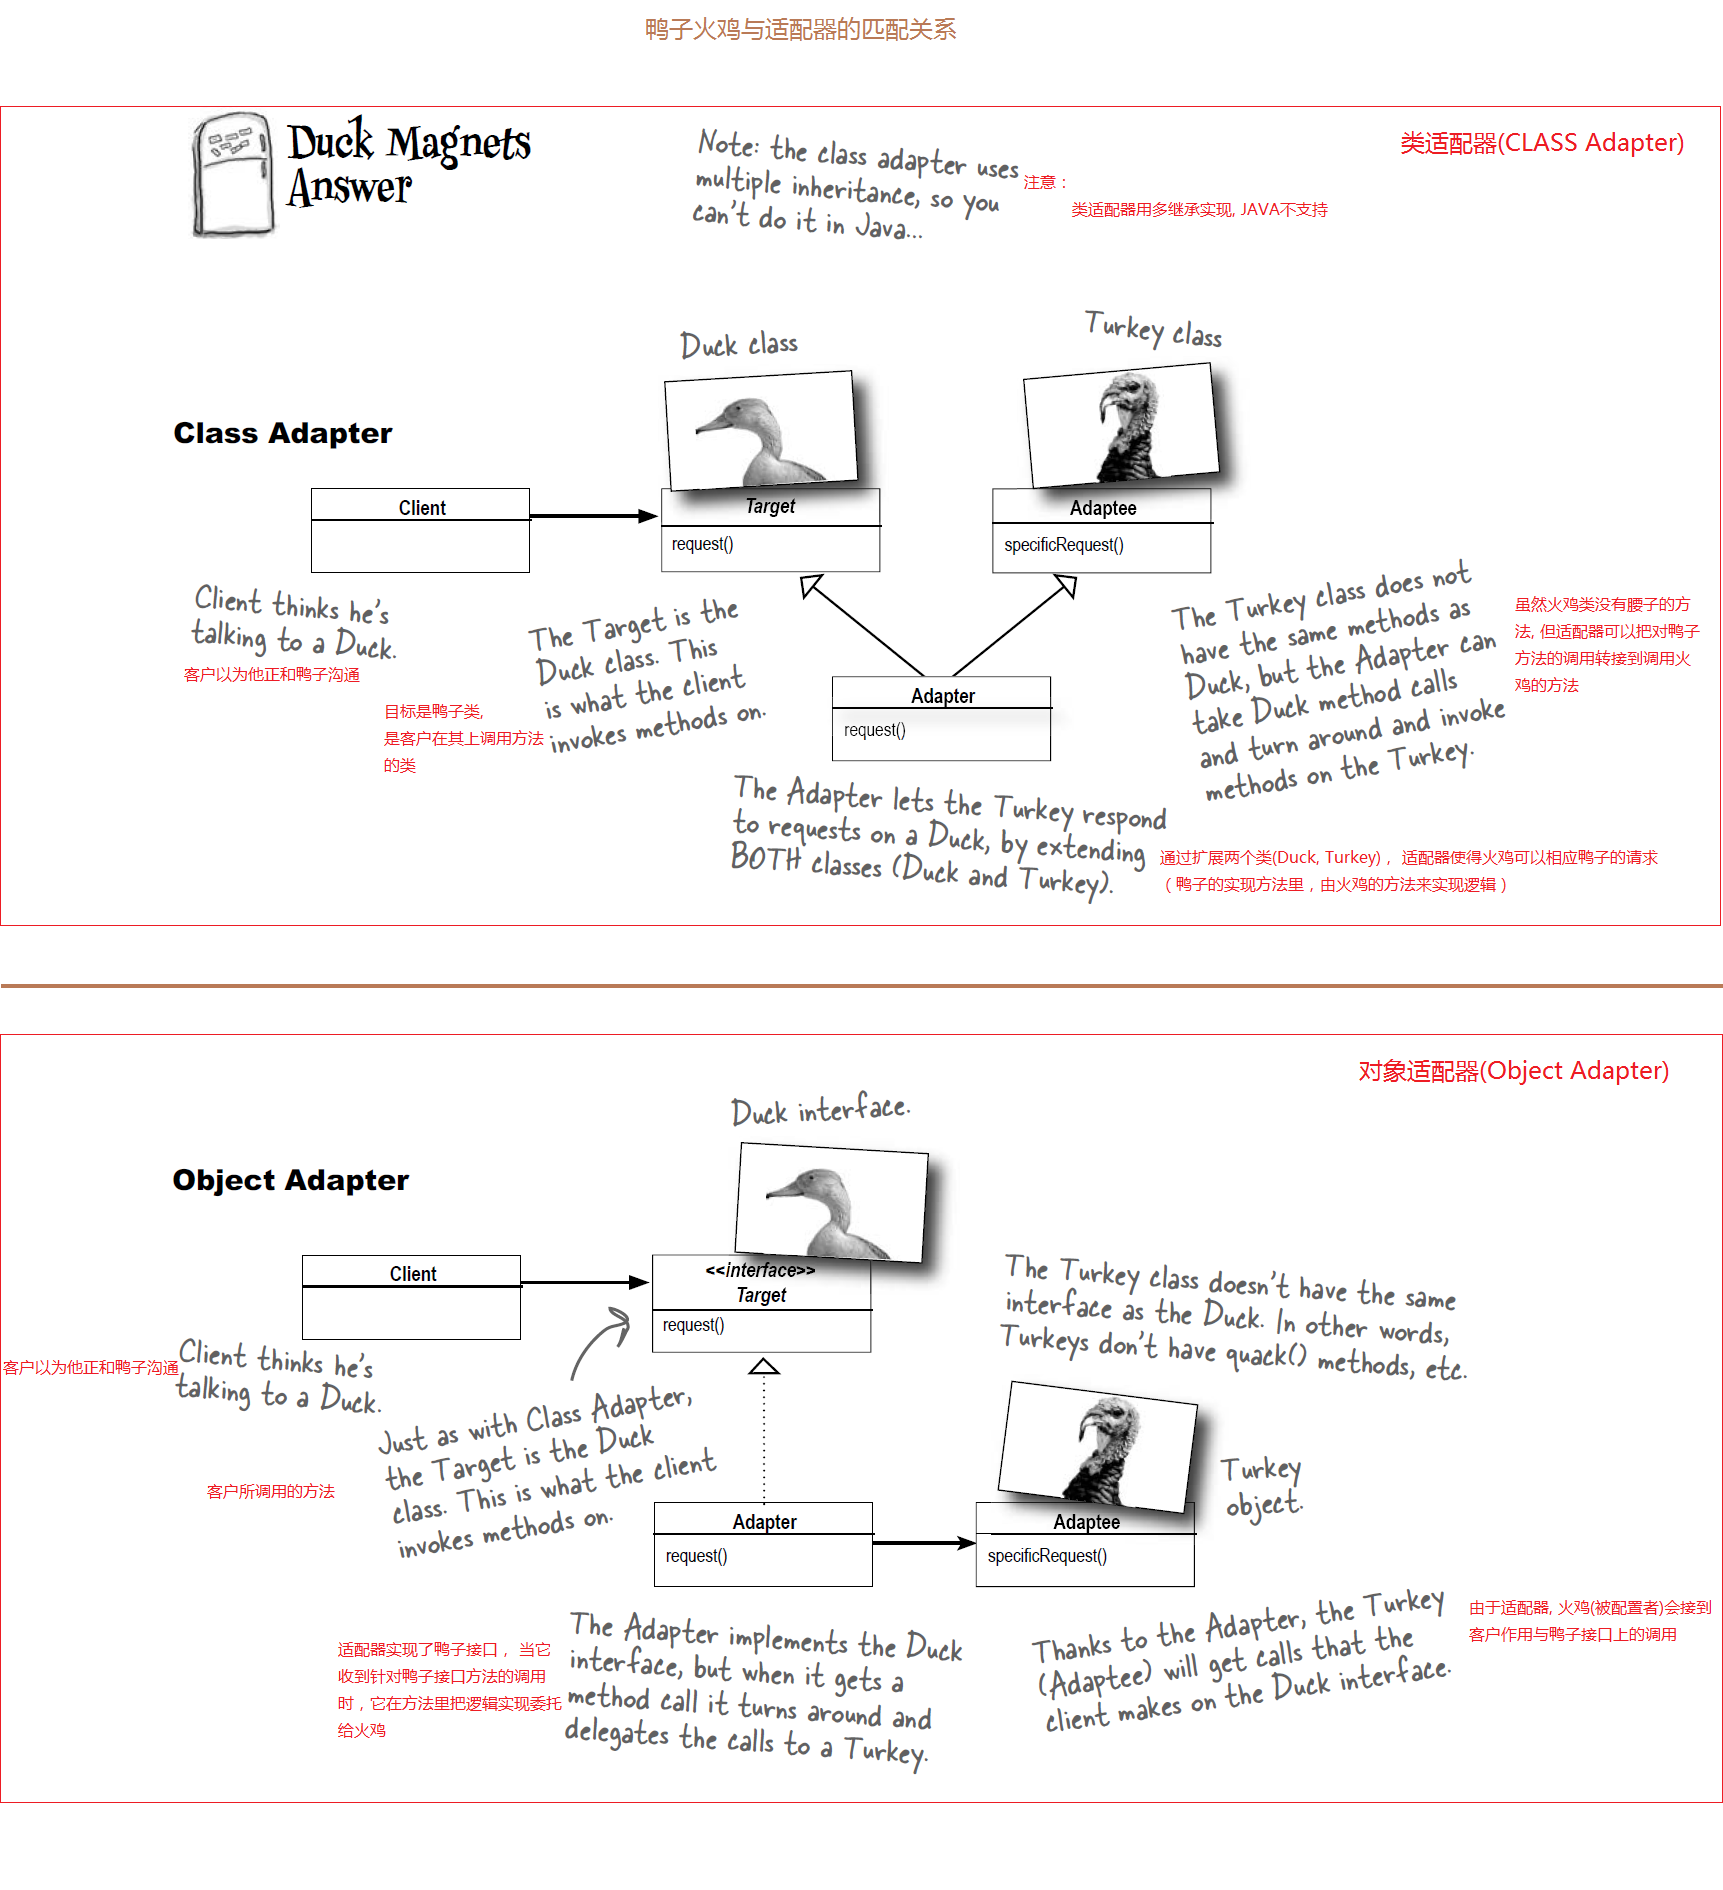 鸭子火鸡与适配器的匹配关系
Duck Magnets
Answer
Note: the class adapter uses
multiple inheritance, so you
can't do it in Java...
注意：
类适配器用多继承实现, JAVA不支持
类适配器(CLASS Adapter)
Duck class
Turkey class
Class Adapter
Client
Target
request()
Adaptee
specificRequest()
Client thinks he's
talking to a Duck.
客户以为他正和鸭子沟通
The Target is the
Duck class. This
is what the client
invokes methods on.
目标是鸭子类,
是客户在其上调用方法
的类
Adapter
request()
The Turkey class does not
have the same methods as
Duck, but the Adapter can
take Duck method calls
and turn around and invoke
methods on the Turkey.
虽然火鸡类没有腰子的方
法, 但适配器可以把对鸭子
方法的调用转接到调用火
鸡的方法
The Adapter lets the Turkey respond
to requests on a Duck, by extending
BOTH classes (Duck and Turkey).
通过扩展两个类(Duck, Turkey)， 适配器使得火鸡可以相应鸭子的请求
（鸭子的实现方法里，由火鸡的方法来实现逻辑）
对象适配器(Object Adapter)
Duck interface.
Object Adapter
Client
<<interface>>
Target
request()
The Turkey class doesn't have the same
interface as the Duck. In other words,
Turkeys don't have quack() methods, etc.
客户以为他正和鸭子沟通
Client thinks he's
talking to a Duck.
Just as with Class Adapter,
the Target is the Duck
class. This is what the client
invokes methods on.
客户所调用的方法
Turkey
object.
Adapter
request()
Adaptee
specificRequest()
适配器实现了鸭子接口， 当它
收到针对鸭子接口方法的调用
时，它在方法里把逻辑实现委托
给火鸡
The Adapter implements the Duck
interface, but when it gets a
method call it turns around and
delegates the calls to a Turkey.
Thanks to the Adapter, the Turkey
(Adaptee) will get calls that the
client makes on the Duck interface.
由于适配器, 火鸡(被配置者)会接到
客户作用与鸭子接口上的调用